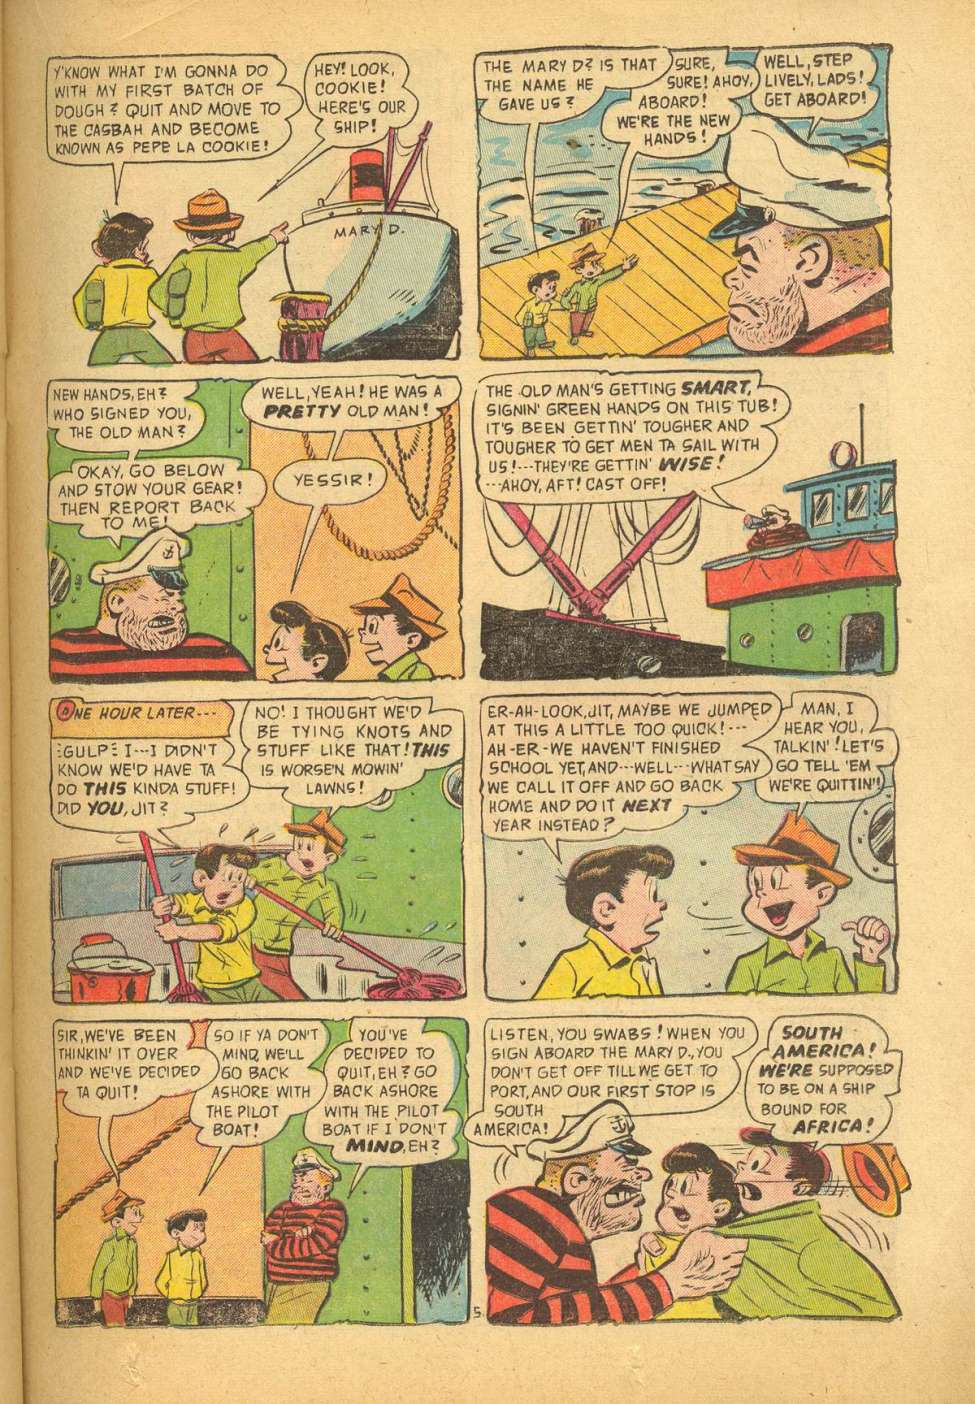 Y'KNOW WHAT I'M GONNA DO
WITH MY FIRST BATCH OF
DOUGH? QUIT AND MOVE TO
THE CASBAH AND BECOME
KNOWN AS PEPE LA COOKIE!
HEY! LOOK,
COOKIE!
HERE'S OUR
SHIP!
MARY D.
THE MARY D? IS THAT
THE NAME HE
GAVE US?
SURE,
SURE! AHOY,
ABOARD!
WE'RE THE NEW
HANDS!
WELL, STEP
LIVELY, LADS!
GET ABOARD!
NEW HANDS, EH?
WHO SIGNED YOU,
THE OLD MAN?
OKAY, GO BELOW
AND STOW YOUR GEAR!
THEN REPORT BACK
TO ME!
WELL, YEAH! HE WAS A
PRETTY OLD MAN!
YESSIR!
THE OLD MAN'S GETTING SMART,
SIGNIN' GREEN HANDS ON THIS TUB!
IT'S BEEN GETTIN' TOUGHER AND
TOUGHER TO GET MEN TA SAIL WITH
US!---THEY'RE GETTIN' WISE!
---AHOY, AFT! CAST OFF!
ONE HOUR LATER---
GULP I---I DIDN'T
KNOW WE'D HAVE TA
DO THIS KINDA STUFF!
DID YOU, JIT?
NO! I THOUGHT WE'D
BE TYING KNOTS AND
STUFF LIKE THAT! THIS
IS WORSE'N MOWIN'
LAWNS!
ER-AH-LOOK, JIT, MAYBE WE JUMPED
AT THIS A LITTLE TOO QUICK!---
AH-ER-WE HAVEN'T FINISHED
SCHOOL YET, AND---WELL---WHAT SAY
WE CALL IT OFF AND GO BACK
HOME AND DO IT NEXT
YEAR INSTEAD?
MAN, I
HEAR YOU
TALKIN'! LET'S
GO TELL 'EM
WE'RE QUITTIN'!
SIR, WE'VE BEEN
THINKIN' IT OVER
AND WE'VE DECIDED
TA QUIT!
SO IF YA DON'T
MIND, WE'LL
GO BACK
ASHORE WITH
THE PILOT
BOAT!
YOU'VE
DECIDED TO
QUIT, EH? GO
BACK ASHORE
WITH THE PILOT
BOAT IF I DON'T
MIND, EH?
5
LISTEN, YOU SWABS! WHEN YOU
SIGN ABOARD THE MARY D., YOU
DON'T GET OFF TILL WE GET TO
PORT, AND OUR FIRST STOP IS
SOUTH
AMERICA!
SOUTH
AMERICA!
WE'RE SUPPOSED
TO BE ON A SHIP
BOUND FOR
AFRICA!